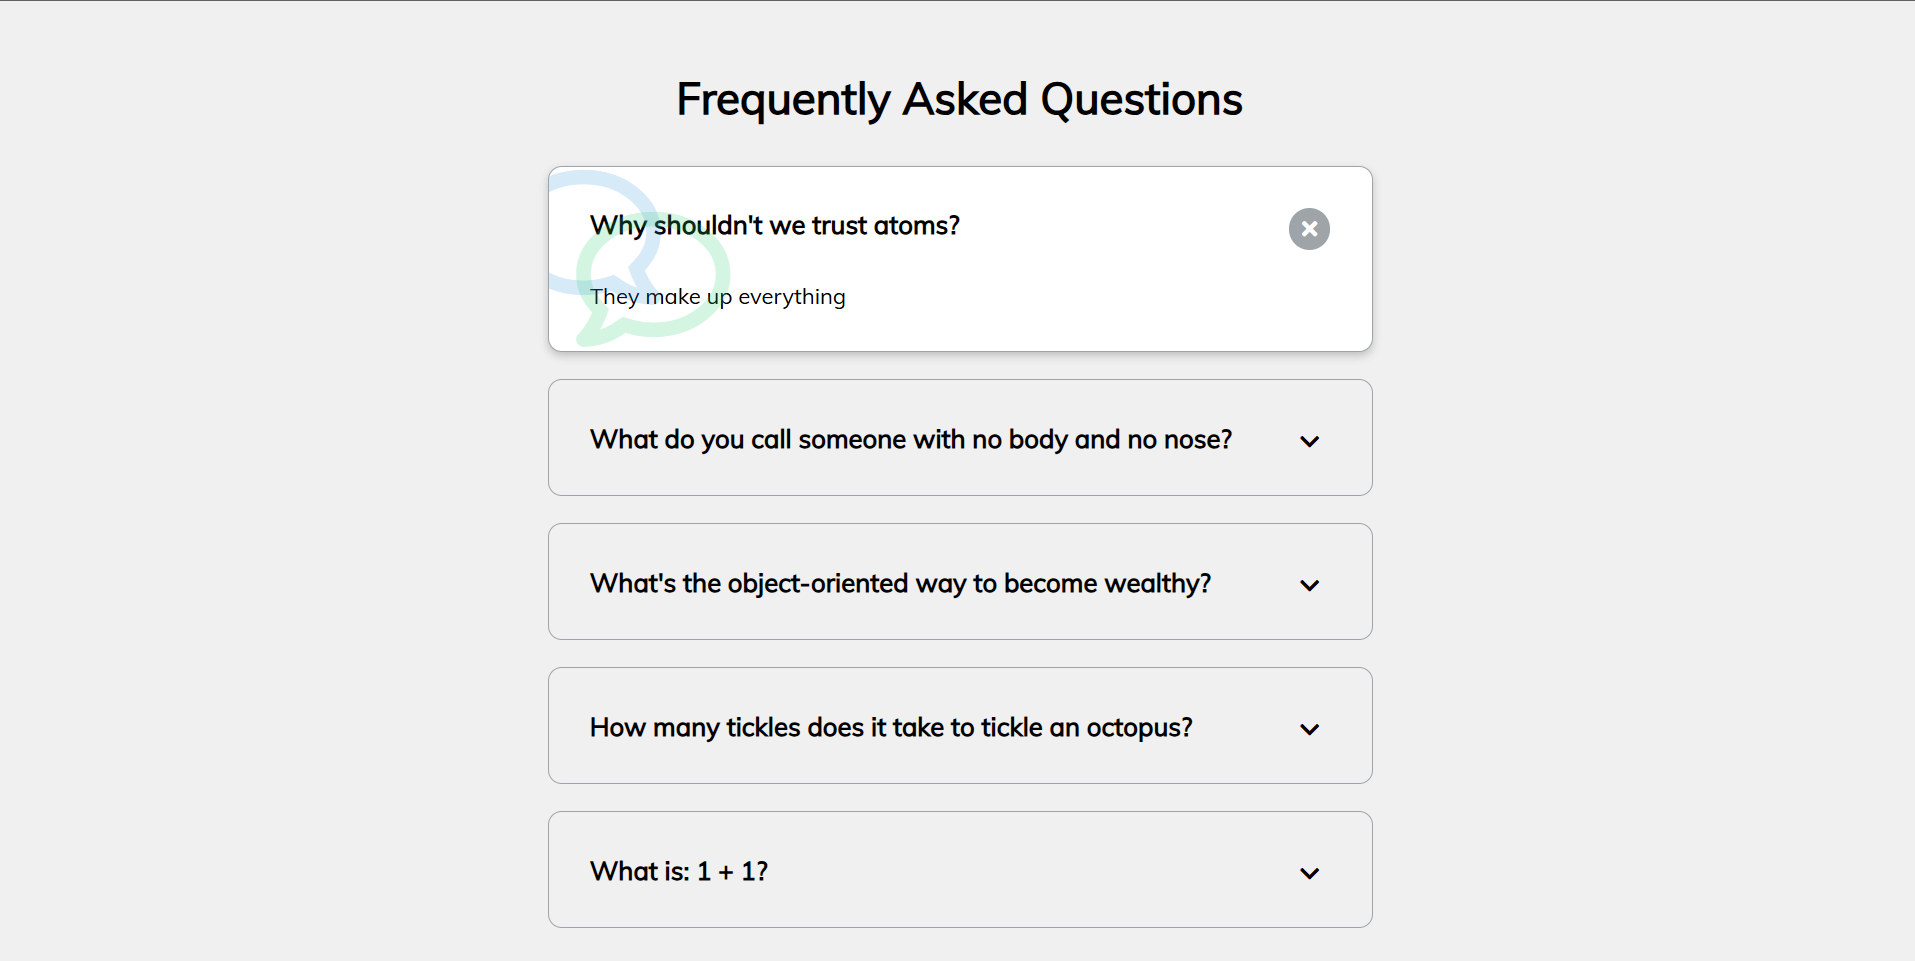 Frequently Asked Questions
Why shouldn't we trust atoms?
They make up everything
What do you call someone with no body and no nose?
What's the object-oriented way to become wealthy?
How many tickles does it take to tickle an octopus?
What is: 1 + 1?